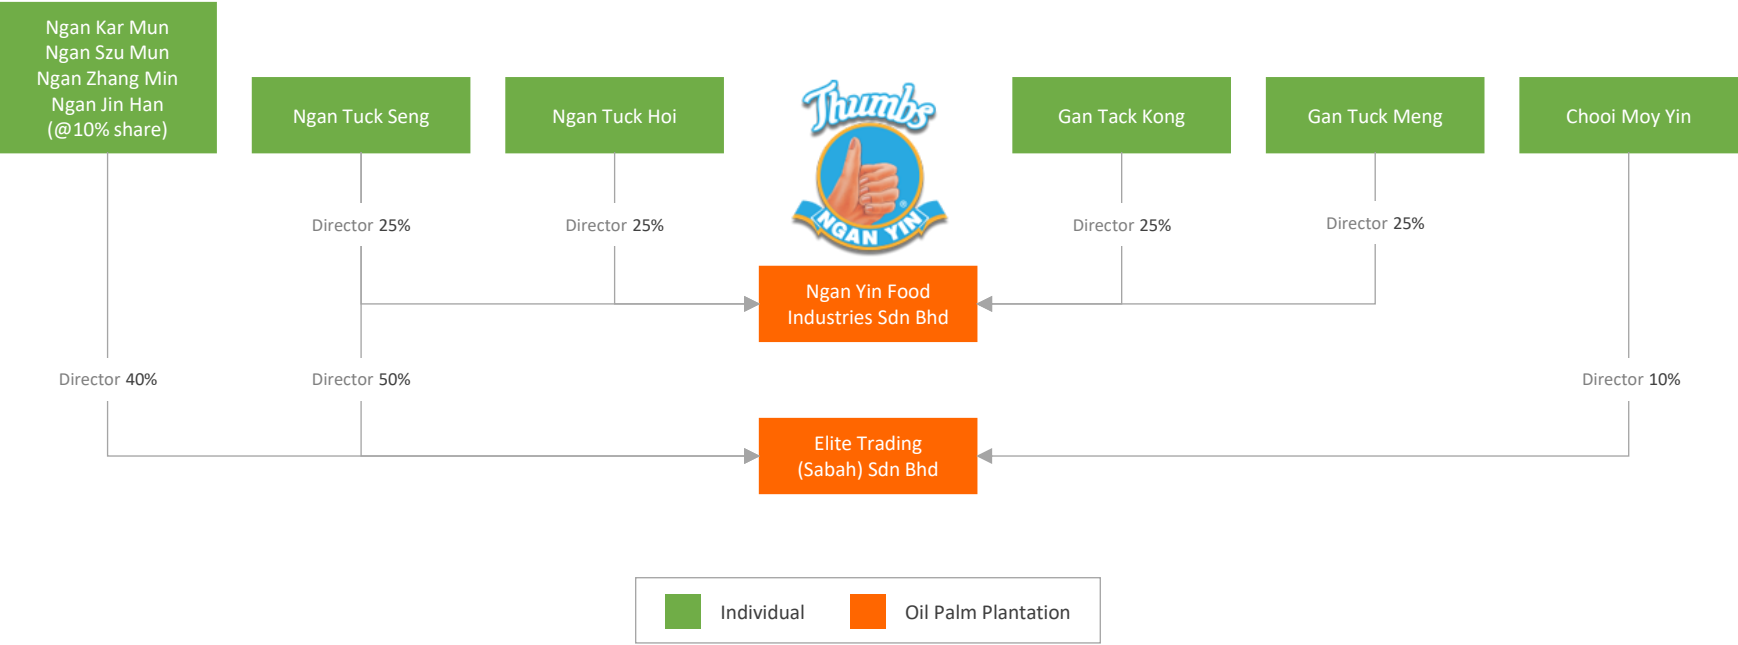 Ngan Kar Mun
Ngan Szu Mun
Ngan Zhang Min
Ngan Jin Han
(@10% share)
Ngan Tuck Seng
Ngan Tuck Hoi
Thumbs
NGAN YIN
®
Gan Tack Kong
Gan Tuck Meng
Chooi Moy Yin
Director 25%
Director 25%
Director 25%
Director 25%
Ngan Yin Food
Industries Sdn Bhd
Director 40%
Director 50%
Director 10%
Elite Trading
(Sabah) Sdn Bhd
Individual
Oil Palm Plantation